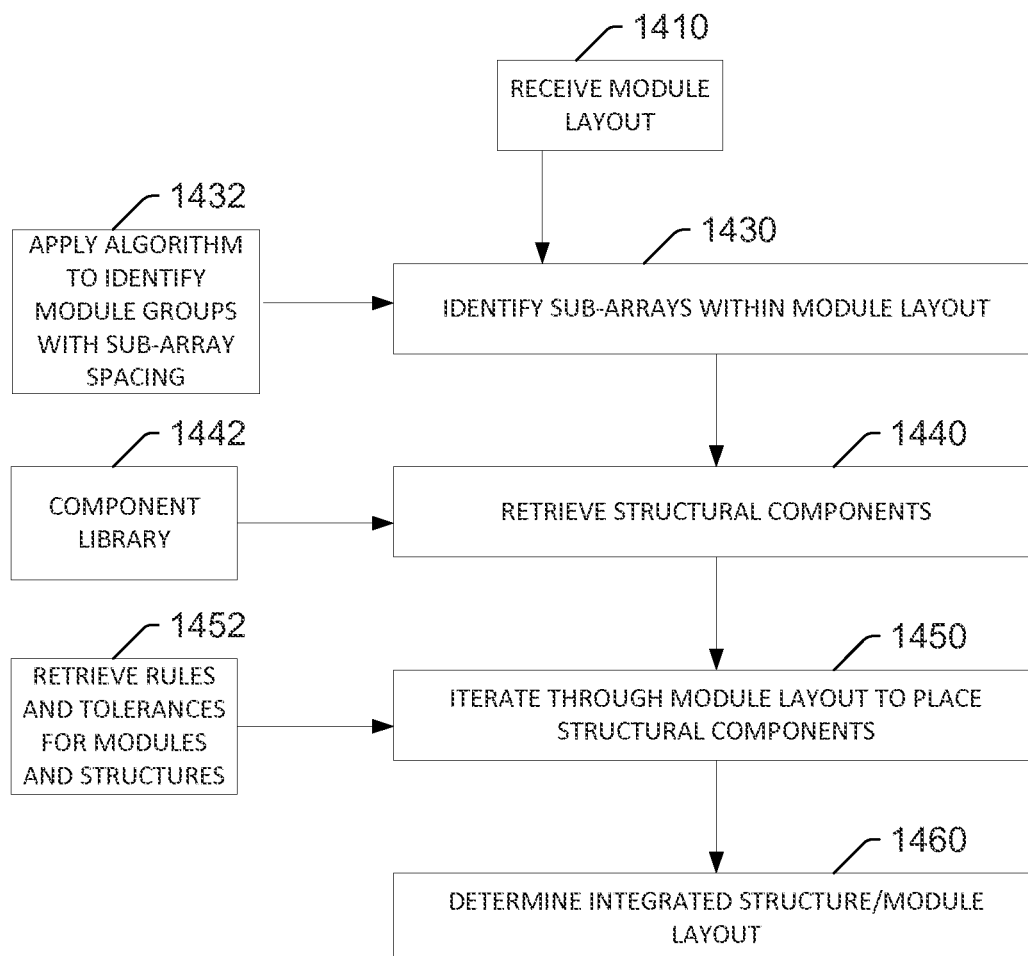 1410
RECEIVE MODULE
LAYOUT
1432
APPLY ALGORITHM
TO IDENTIFY
MODULE GROUPS
WITH SUB-ARRAY
SPACING
1430
IDENTIFY SUB-ARRAYS WITHIN MODULE LAYOUT
1442
COMPONENT
LIBRARY
1440
RETRIEVE STRUCTURAL COMPONENTS
1452
RETRIEVE RULES
AND TOLERANCES
FOR MODULES
AND STRUCTURES
1450
ITERATE THROUGH MODULE LAYOUT TO PLACE
STRUCTURAL COMPONENTS
1460
DETERMINE INTEGRATED STRUCTURE/MODULE
LAYOUT